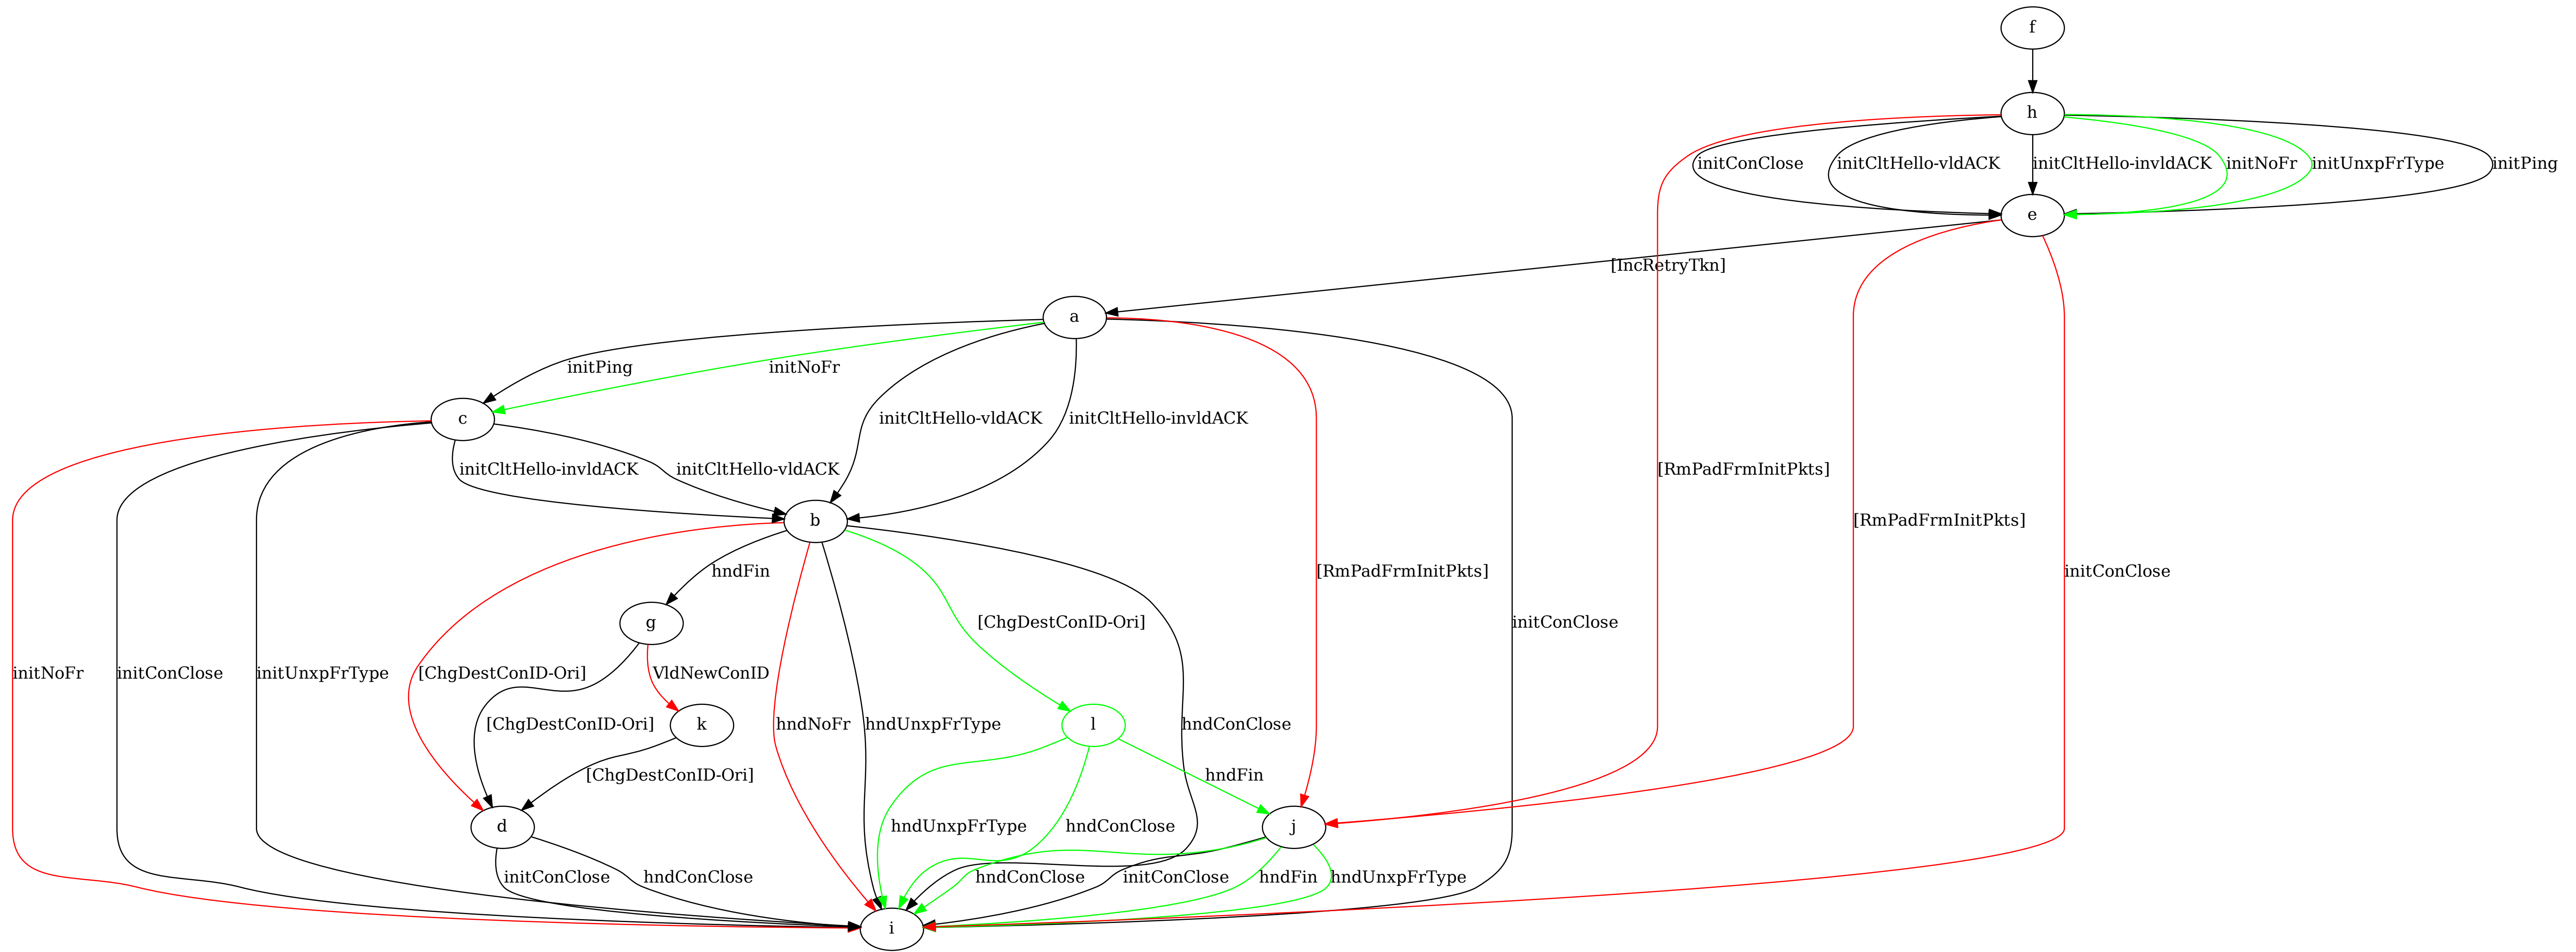 f
h
initConClose
initCltHello-vldACK
initCltHello-invldACK
initNoFr
initUnxpFrType
initPing
e
[IncRetryTkn]
a
initPing
initNoFr
c
initCltHello-vldACK
initCltHello-invldACK
initCltHello-invldACK
initCltHello-vldACK
[RmPadFrmInitPkts]
b
[RmPadFrmInitPkts]
hndFin
[RmPadFrmInitPkts]
initConClose
g
[ChgDestConID-Ori]
initConClose
initNoFr
initConClose
initUnxpFrType
[ChgDestConID-Ori]
VldNewConID
[ChgDestConID-Ori]
k
hndNoFr
hndUnxpFrType
l
hndConClose
[ChgDestConID-Ori]
hndFin
d
hndUnxpFrType
hndConClose
j
initConClose
hndConClose
hndConClose
initConClose
hndFin
hndUnxpFrType
i